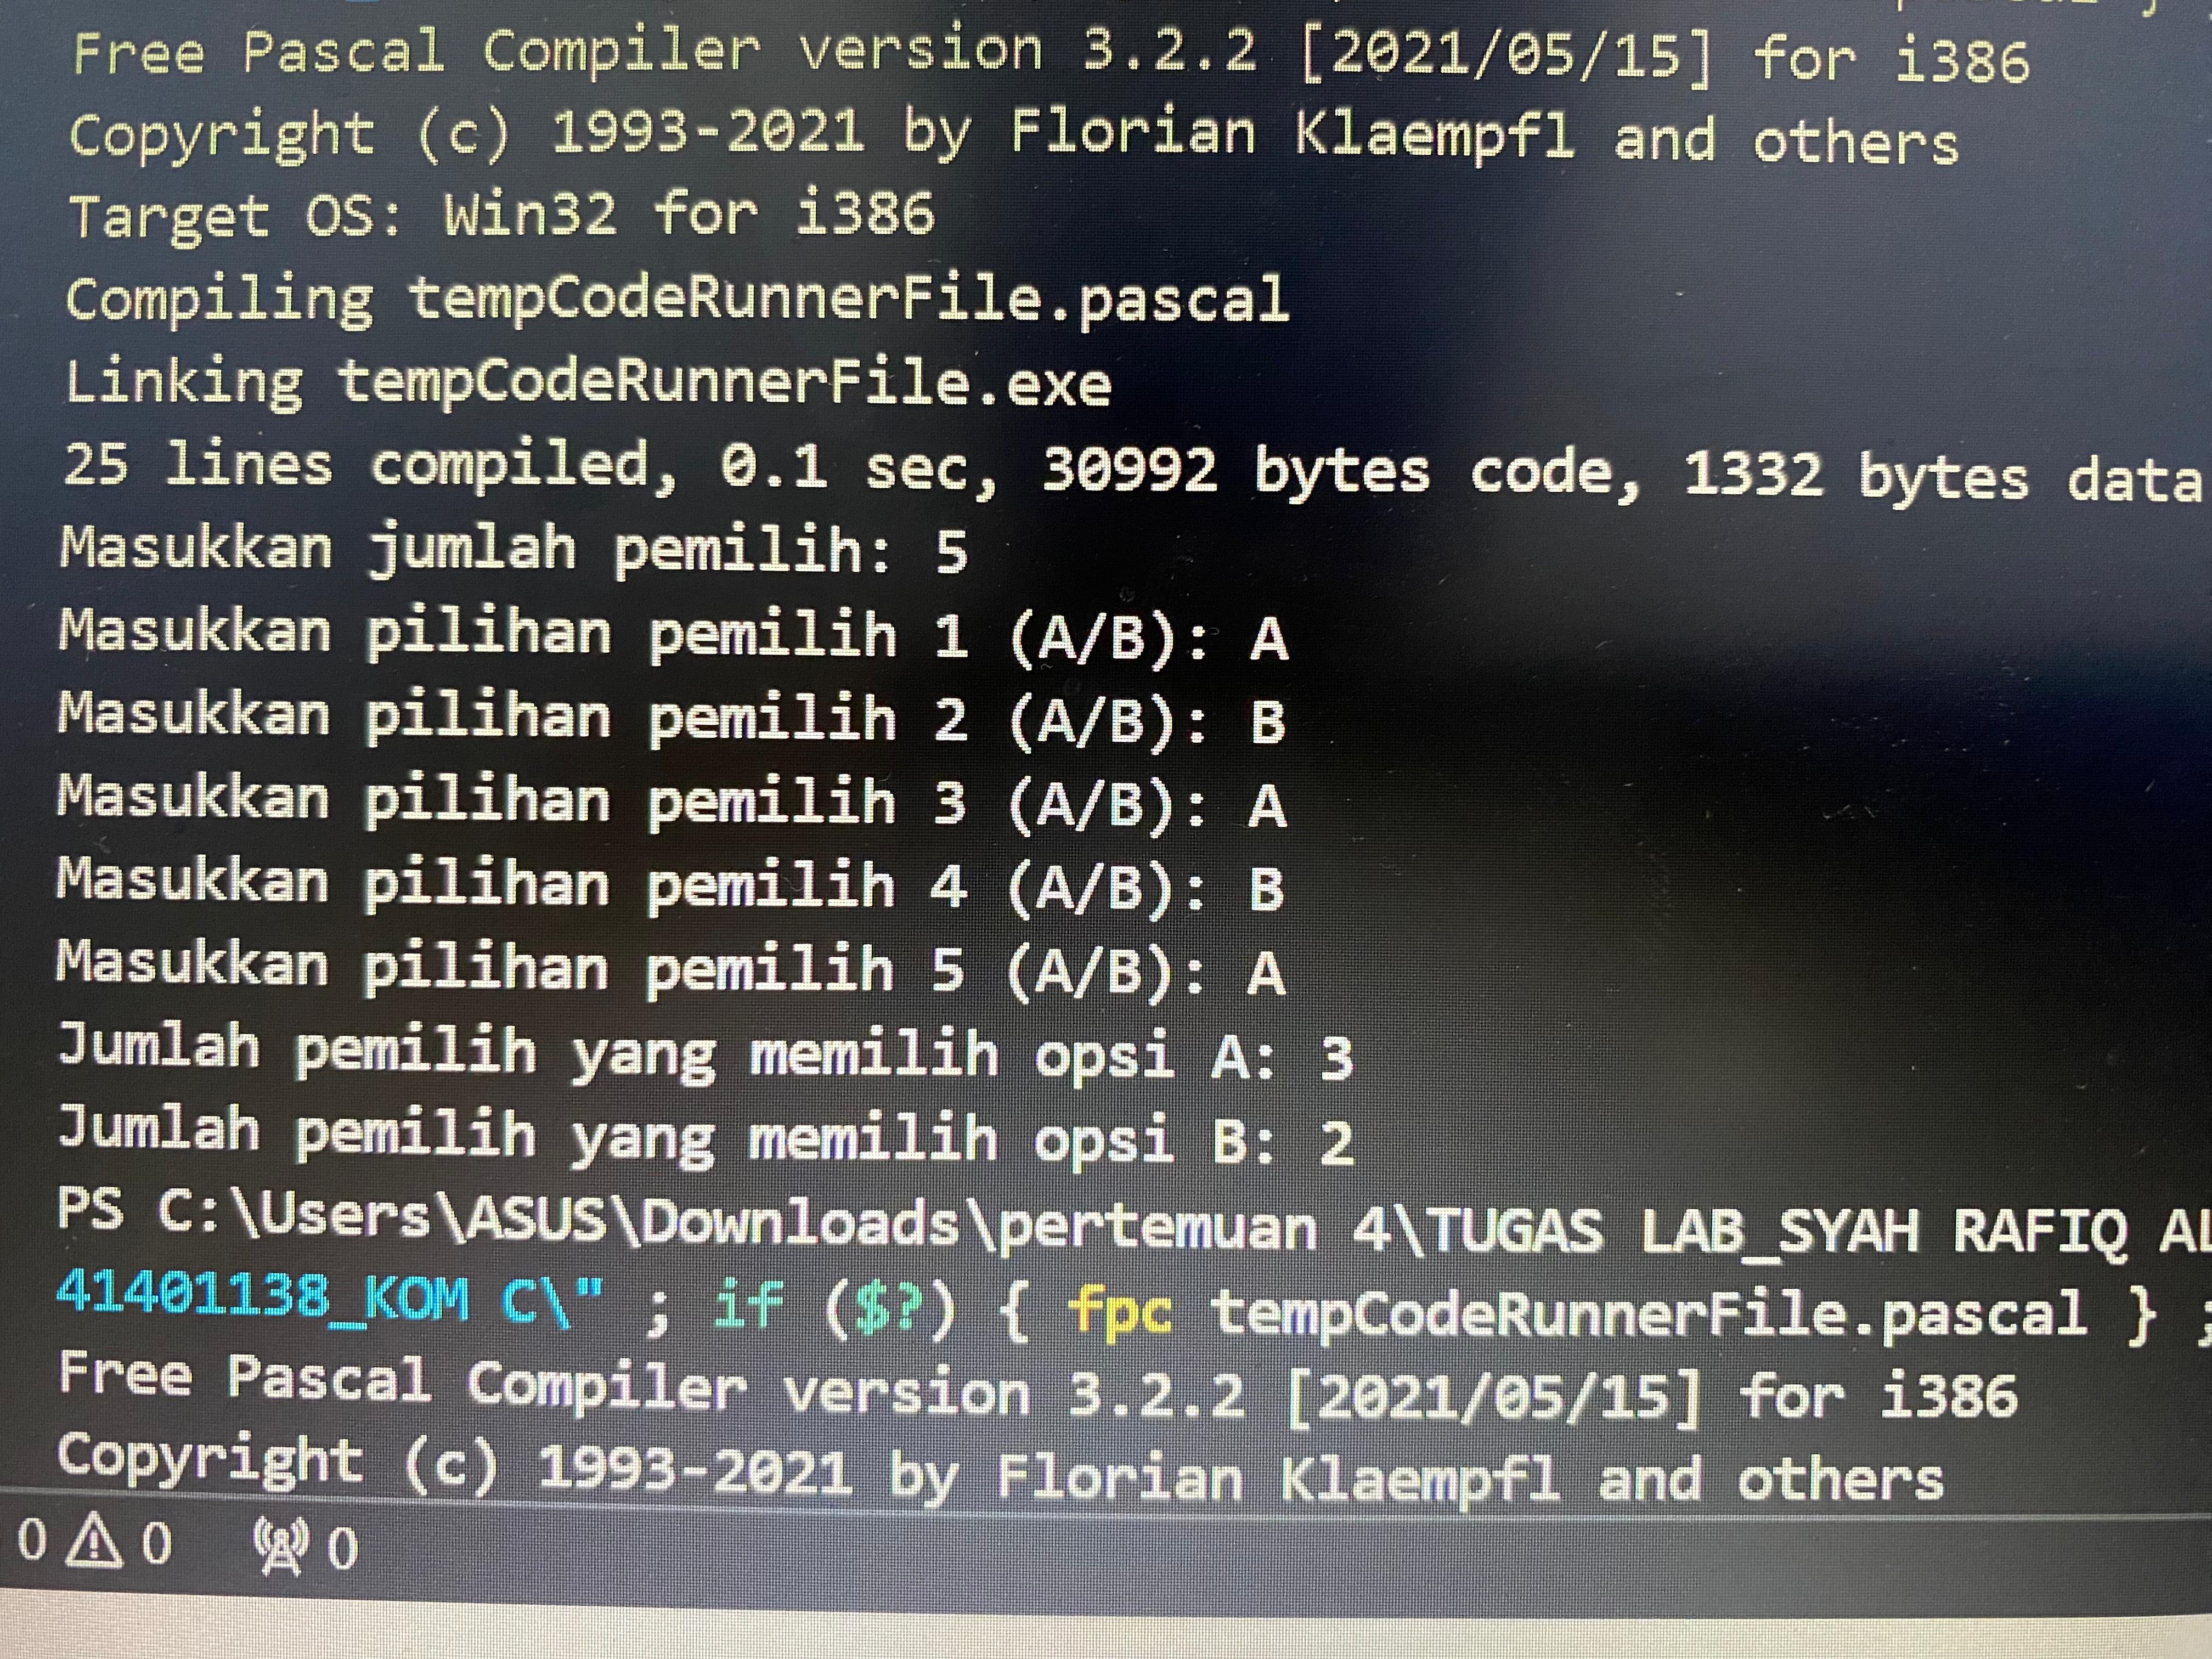 Free Pascal Compiler version 3.2.2 [2021/05/15] for i386
Copyright (c) 1993-2021 by Florian Klaempfl and others
Target OS: Win32 for i386
Compiling tempCodeRunnerFile.pascal
Linking tempCodeRunnerFile.exe
25 lines compiled, 0.1 sec, 30992 bytes code, 1332 bytes data
Masukkan jumlah pemilih: 5
Masukkan pilihan pemilih 1 (A/B): A
Masukkan pilihan pemilih 2 (A/B): B
Masukkan pilihan pemilih 3 (A/B): A
Masukkan pilihan pemilih 4 (A/B): B
Masukkan pilihan pemilih 5 (A/B): A
Jumlah pemilih yang memilih opsi A: 3
Jumlah pemilih yang memilih opsi B: 2
PS C:\Users\ASUS\Downloads\pertemuan 4\TUGAS LAB_SYAH RAFIQ AL
41401138_KOM C\" ; if ($?) { fpc tempCodeRunnerFile.pascal } ;
Free Pascal Compiler version 3.2.2 [2021/05/15] for i386
Copyright (c) 1993-2021 by Florian Klaempfl and others
0 0 0